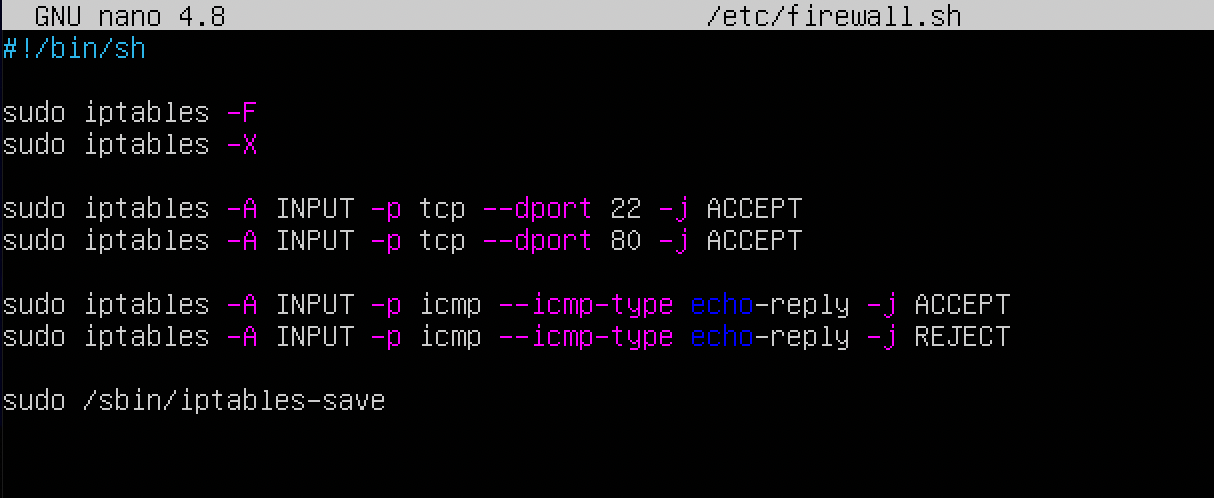 GNU nano 4.8 /etc/firewall.sh
#!/bin/sh
sudo iptables -F
sudo iptables -X
sudo iptables -A INPUT -p tcp --dport 22 -j ACCEPT
sudo iptables -A INPUT -p tcp --dport 80 -j ACCEPT
sudo iptables -A INPUT -p icmp --icmp-type echo-reply -j ACCEPT
sudo iptables -A INPUT -p icmp --icmp-type echo-reply -j REJECT
sudo /sbin/iptables-save